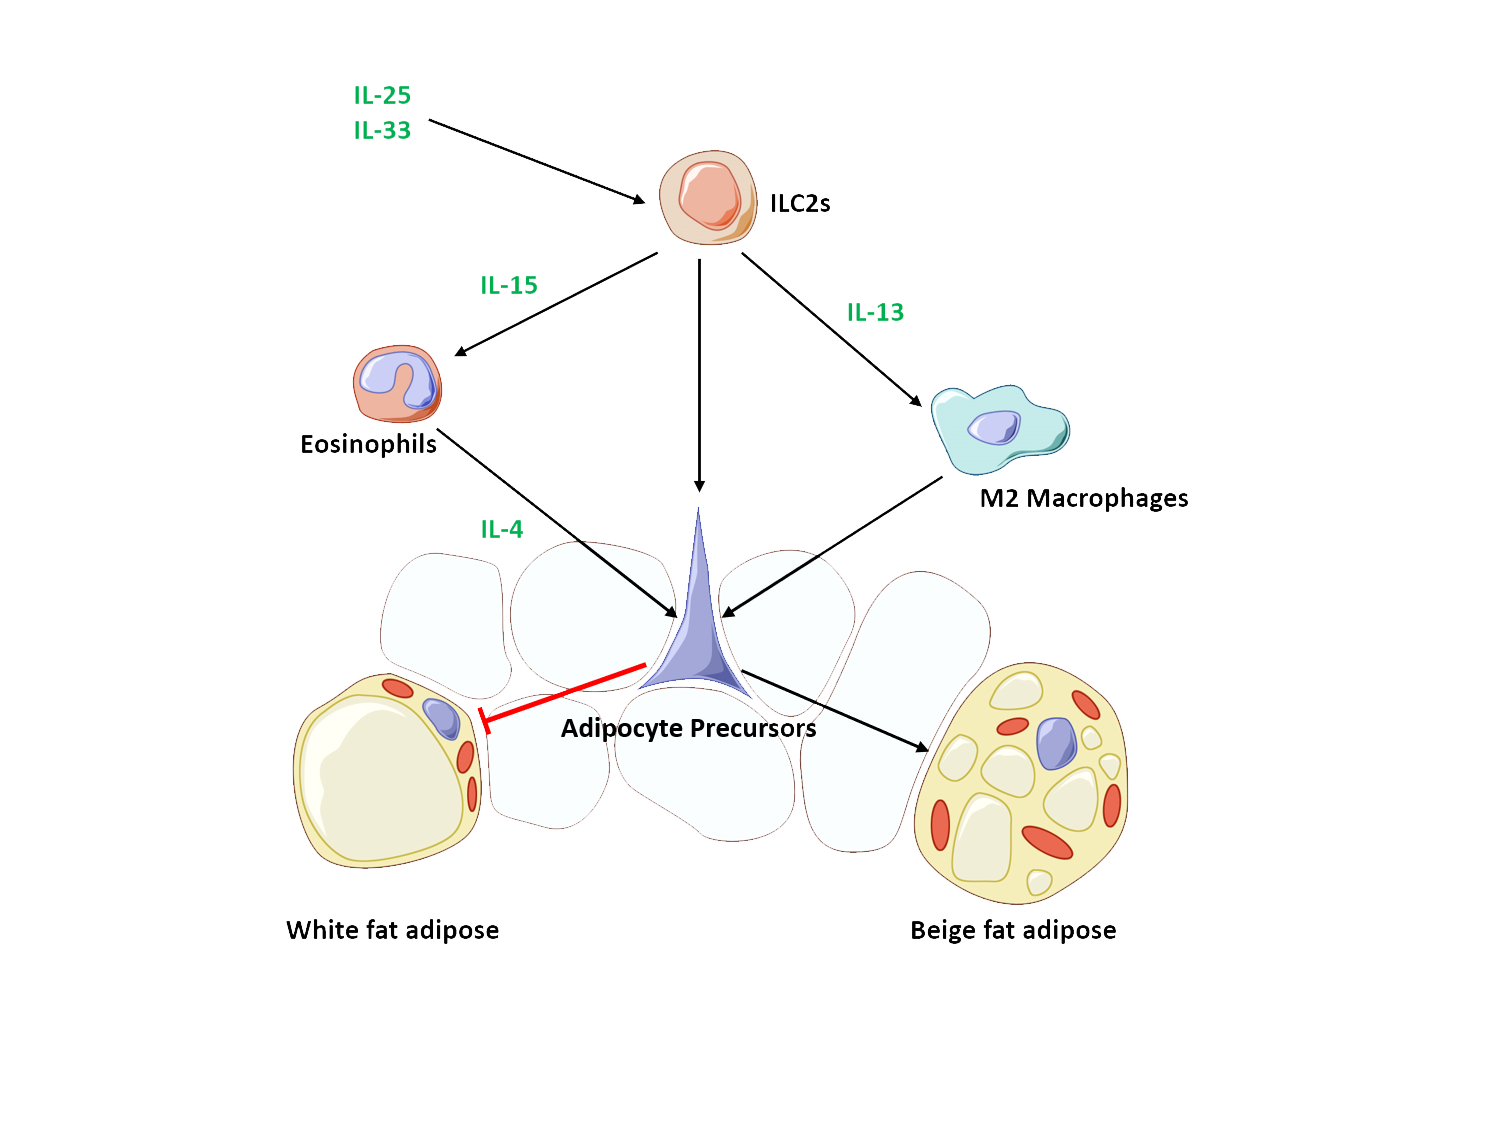 IL-25
IL-33
ILC2s
IL-15
IL-13
Eosinophils
M2 Macrophages
IL-4
Adipocyte Precursors
White fat adipose
Beige fat adipose